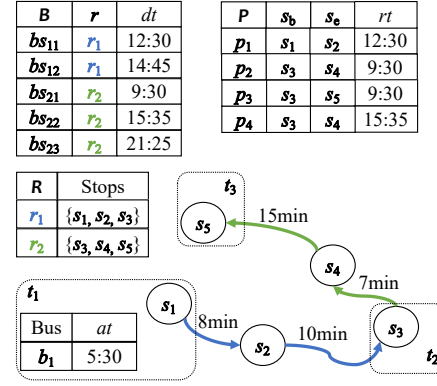 B r dt
bs11 r1 12:30
bs12 r1 14:45
bs21 r2 9:30
bs22 r2 15:35
bs23 r2 21:25
P sb se rt
p1 s1 s2 12:30
p2 s3 s4 9:30
p3 s3 s5 9:30
p4 s3 s4 15:35
R Stops
r1 {s1, s2, s3}
r2 {s3, s4, s5}
t3
s5
15min
s4
7min
t1
s1
8min
s2
10min
s3
t2
Bus at
b1 5:30